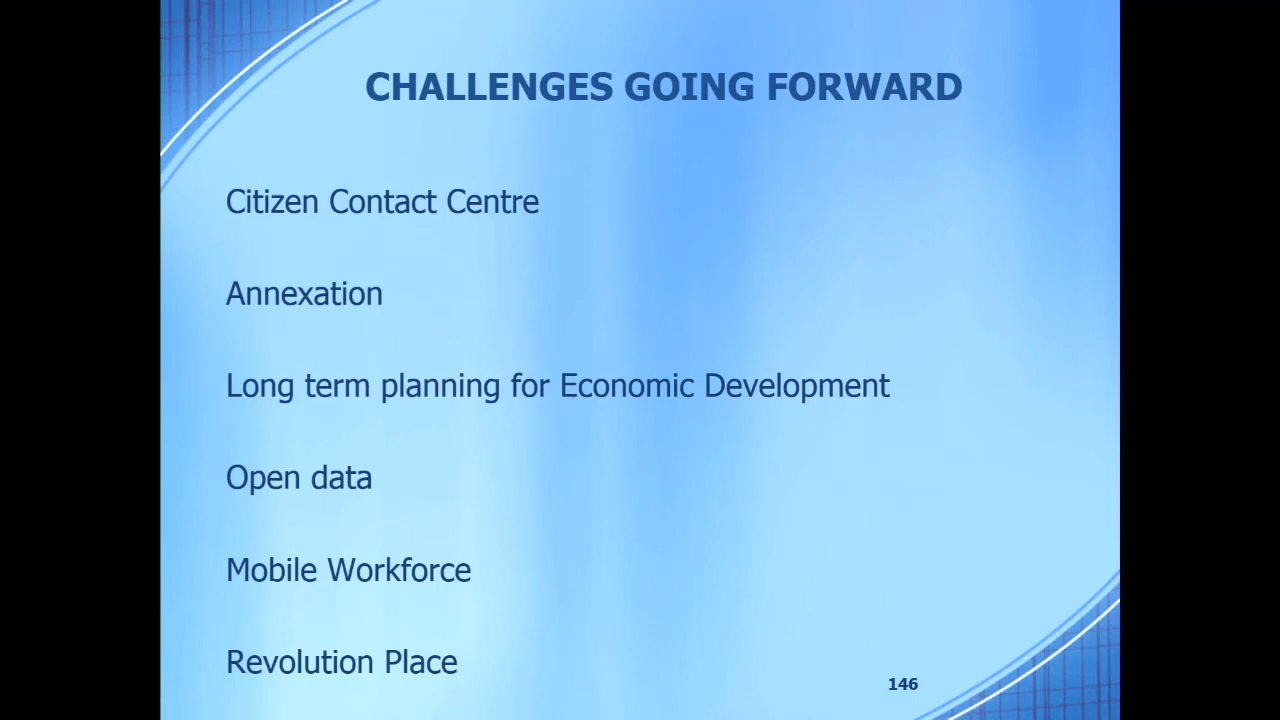 CHALLENGES GOING FORWARD
Citizen Contact Centre
Annexation
Long term planning for Economic Development
Open data
Mobile Workforce
Revolution Place
146